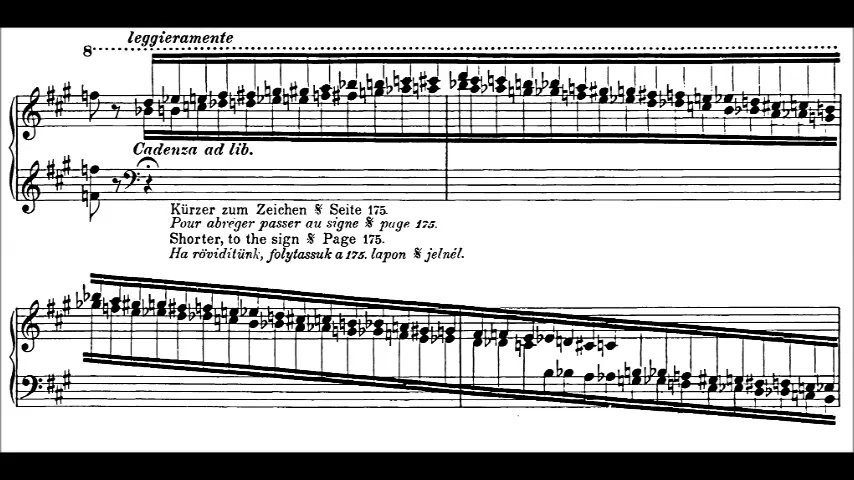 leggieramente
8
Cadenza ad lib.
Kürzer zum Zeichen 𝄋 Seite 175.
Pour abréger passer au signe 𝄋 page 175.
Shorter, to the sign 𝄋 Page 175.
Ha röviditünk, folytassuk a 175. lapon 𝄋 jelnél.